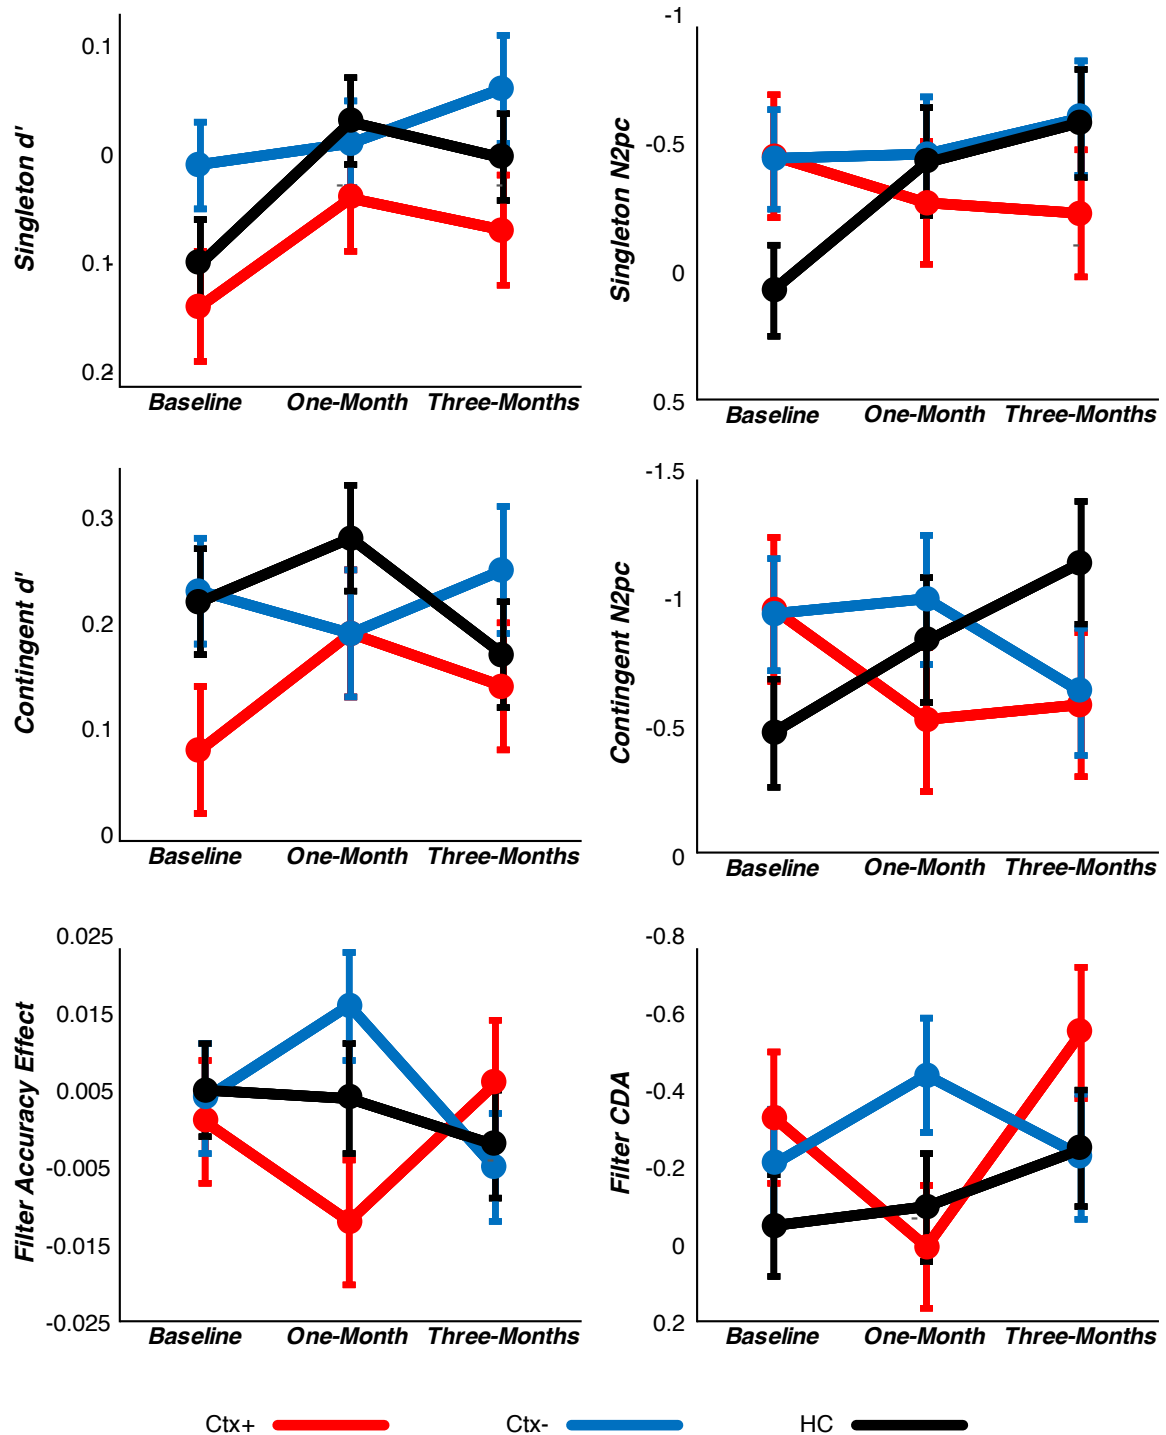 Singleton d'
0.1
0
0.1
0.2
Baseline One-Month Three-Months
Singleton N2pc
-1
-0.5
0
0.5
Baseline One-Month Three-Months
Contingent d'
0.3
0.2
0.1
0
Baseline One-Month Three-Months
Contingent N2pc
-1.5
-1
-0.5
0
Baseline One-Month Three-Months
Filter Accuracy Effect
0.025
0.015
0.005
-0.005
-0.015
-0.025
Baseline One-Month Three-Months
Filter CDA
-0.8
-0.6
-0.4
-0.2
0
0.2
Baseline One-Month Three-Months
Ctx+ Ctx- HC